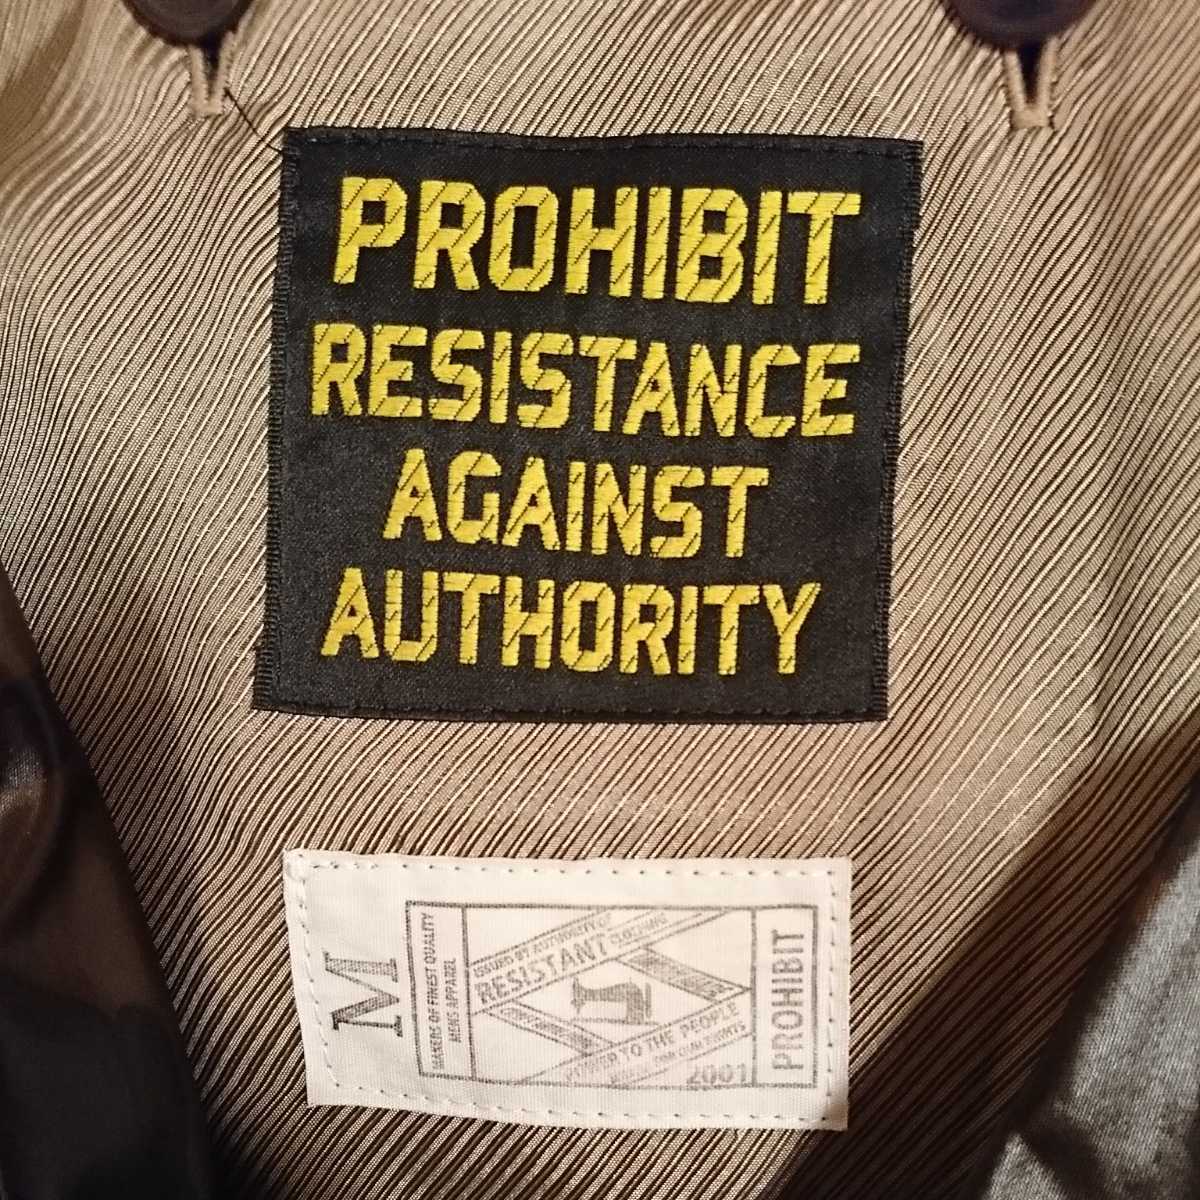 PROHIBIT
RESISTANCE
AGAINST
AUTHORITY
M
MAKERS OF FINEST QUALITY
MENS APPAREL
ISSUED BY AUTHORITY OF
RESISTANT CLOTHING
POWER TO THE PEOPLE
2001
PROHIBIT